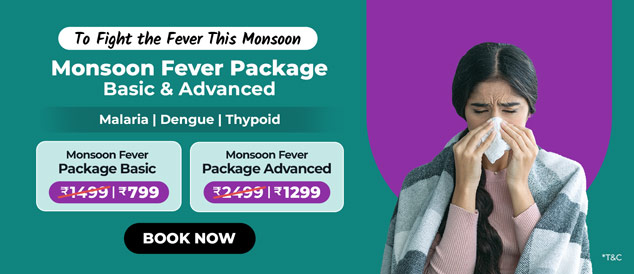 To Fight the Fever This Monsoon
Monsoon Fever Package
Basic & Advanced
Malaria | Dengue | Thypoid
Monsoon Fever
Package Basic
₹1499 | ₹799
Monsoon Fever
Package Advanced
₹2499 | ₹1299
BOOK NOW
*T&C